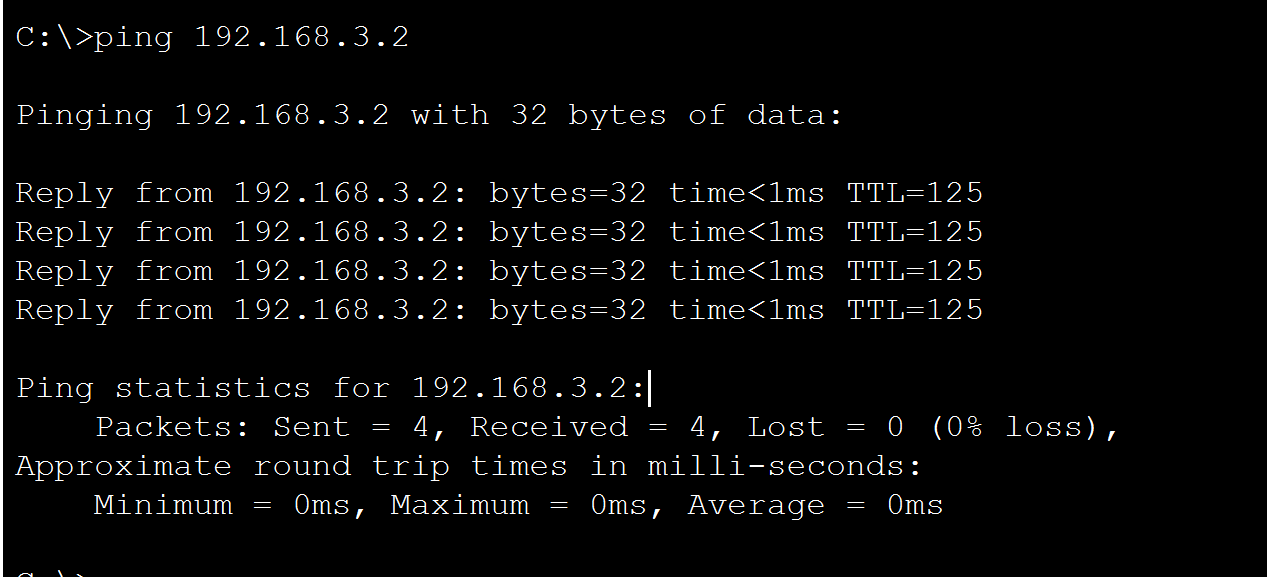 C:\>ping 192.168.3.2
Pinging 192.168.3.2 with 32 bytes of data:
Reply from 192.168.3.2: bytes=32 time<1ms TTL=125
Reply from 192.168.3.2: bytes=32 time<1ms TTL=125
Reply from 192.168.3.2: bytes=32 time<1ms TTL=125
Reply from 192.168.3.2: bytes=32 time<1ms TTL=125
Ping statistics for 192.168.3.2:
    Packets: Sent = 4, Received = 4, Lost = 0 (0% loss),
Approximate round trip times in milli-seconds:
    Minimum = 0ms, Maximum = 0ms, Average = 0ms